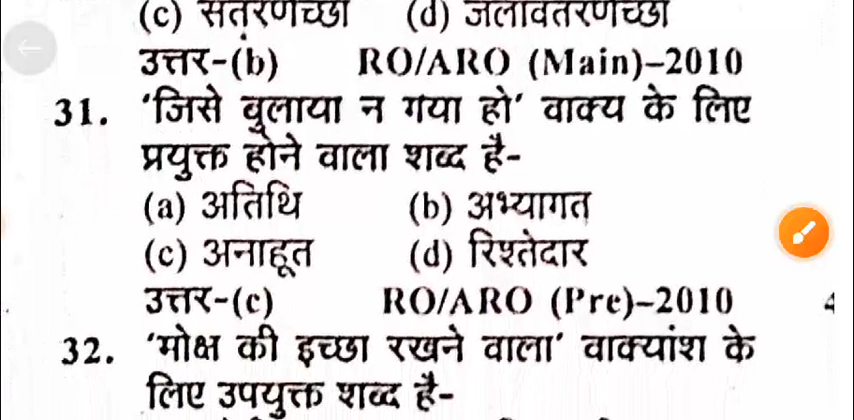 (c) संतरणेच्छा (d) जलावतरणेच्छा
उत्तर-(b) RO/ARO (Main)–2010
31. ‘जिसे बुलाया न गया हो’ वाक्य के लिए
प्रयुक्त होने वाला शब्द है-
(a) अतिथि (b) अभ्यागत
(c) अनाहूत (d) रिश्तेदार
उत्तर-(c) RO/ARO (Pre)–2010
32. ‘मोक्ष की इच्छा रखने वाला’ वाक्यांश के
लिए उपयुक्त शब्द है-